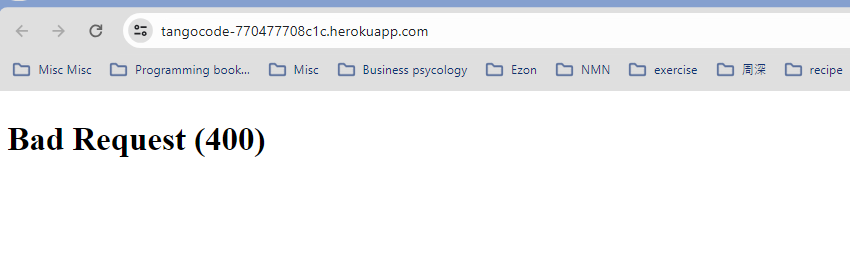 tangocode-770477708c1c.herokuapp.com
Misc Misc Programming book... Misc Business psycology Ezon NMN exercise 周深 recipe
Bad Request (400)